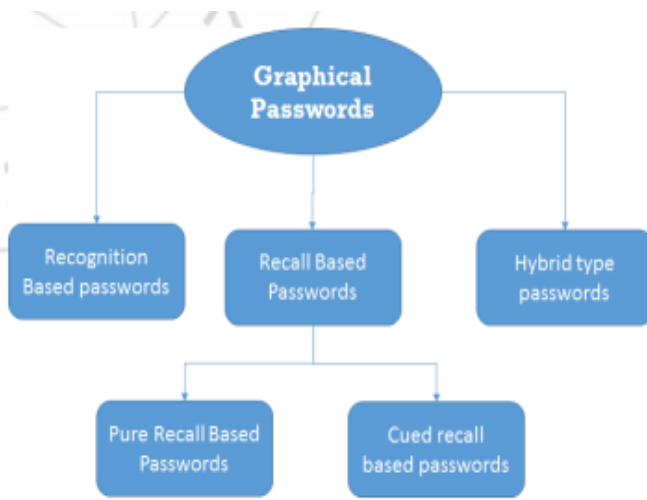 Graphical
Passwords
Recognition
Based passwords
Recall Based
Passwords
Hybrid type
passwords
Pure Recall Based
Passwords
Cued recall
based passwords